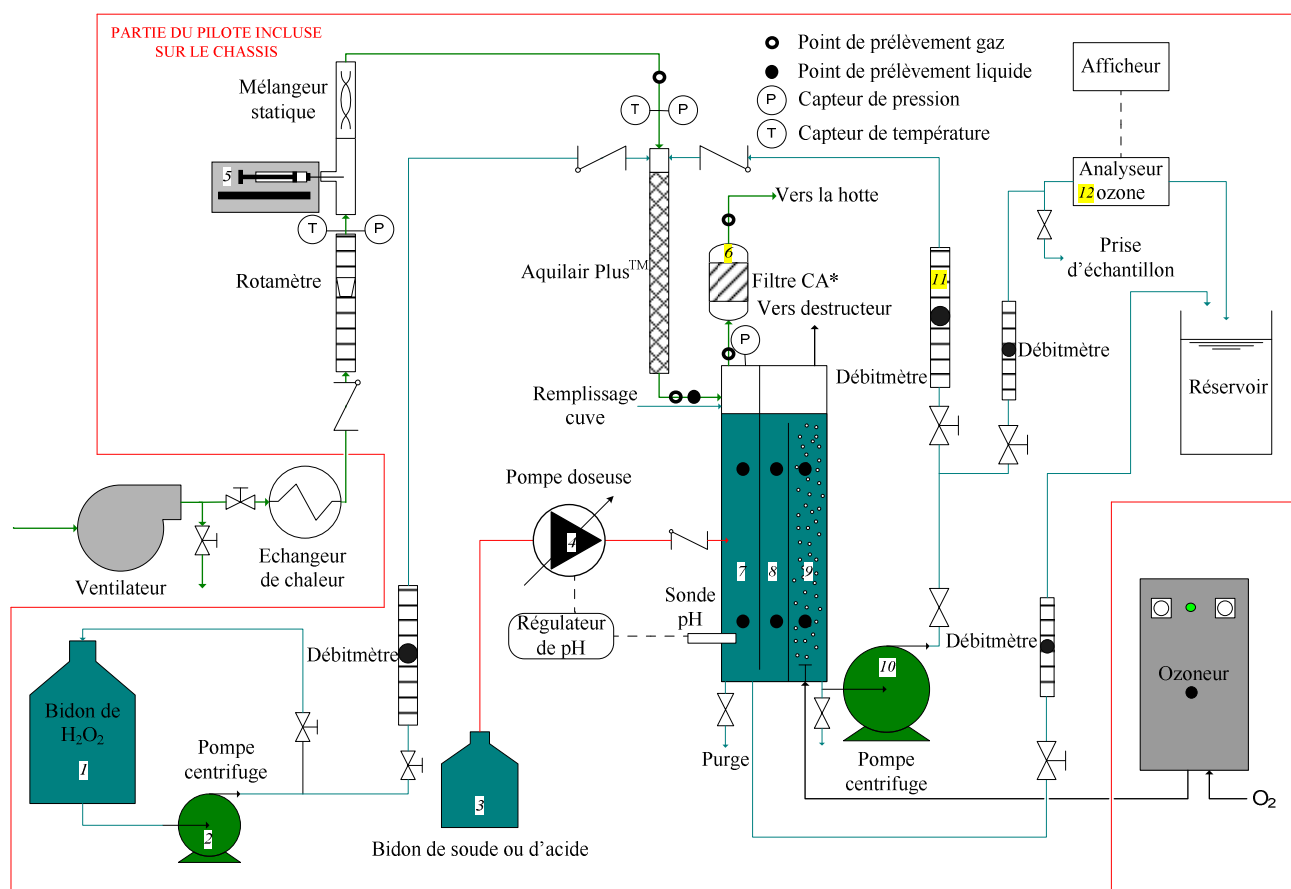 PARTIE DU PILOTE INCLUSE
SUR LE CHASSIS
Point de prélèvement gaz
Point de prélèvement liquide
P
Capteur de pression
T
Capteur de température
Afficheur
Mélangeur
statique
T
P
5
Analyseur
12 ozone
Vers la hotte
T
P
Prise
d'échantillon
Rotamètre
Aquilair Plus™
6
Filtre CA*
Vers destructeur
11
P
Débitmètre
Débitmètre
Réservoir
Remplissage
cuve
Pompe doseuse
4
Ventilateur
Echangeur
de chaleur
7
8
9
Sonde
pH
Régulateur
de pH
Débitmètre
Débitmètre
10
Ozoneur
Bidon de
H₂O₂
1
Pompe
centrifuge
2
3
Bidon de soude ou d'acide
Purge
Pompe
centrifuge
O₂